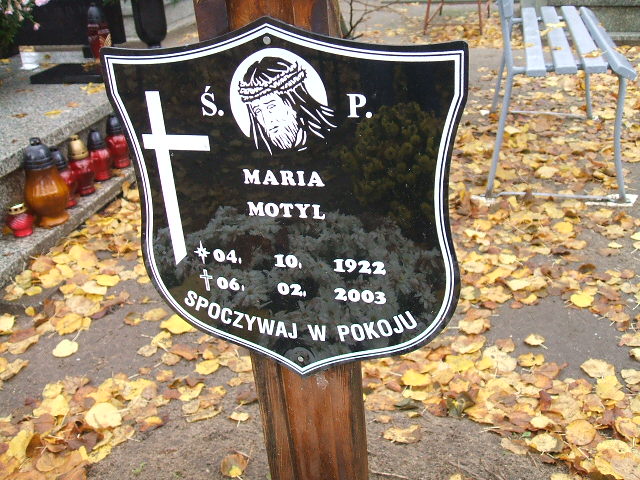 Ś. P.
MARIA
MOTYL
04. 10. 1922
06. 02. 2003
SPOCZYWAJ W POKOJU